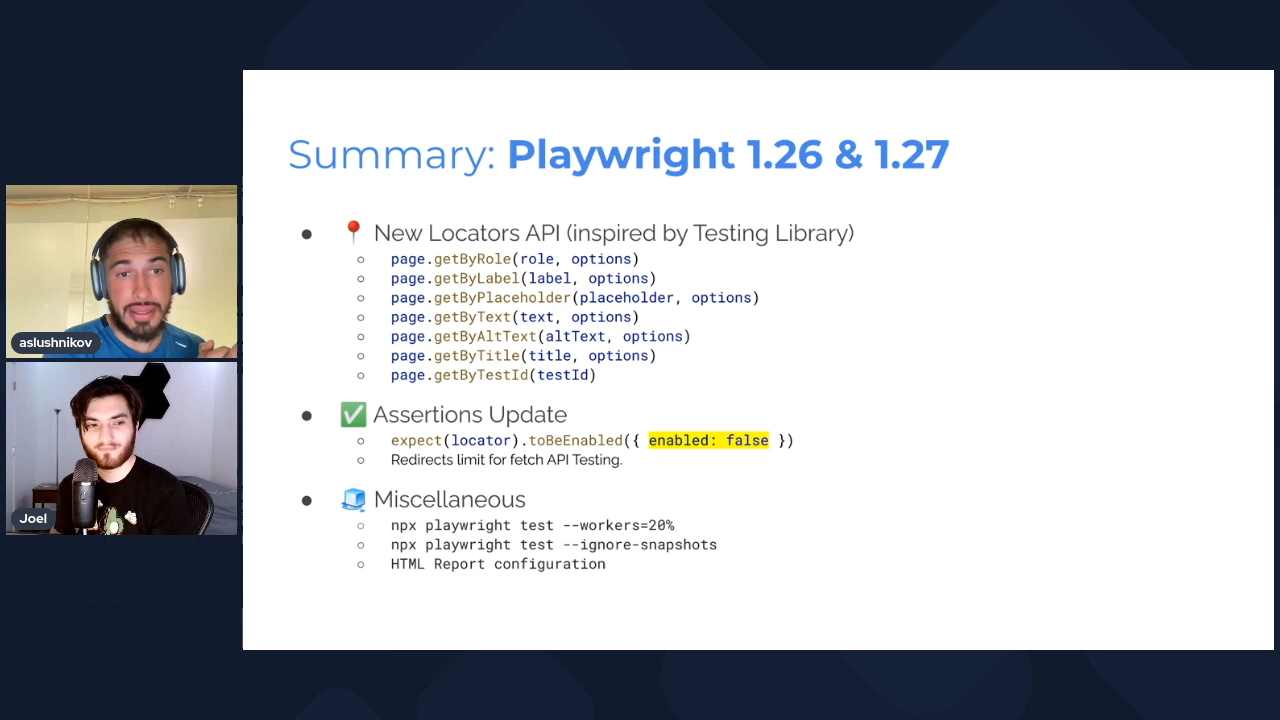 Summary: Playwright 1.26 & 1.27
● 📍 New Locators API (inspired by Testing Library)
○ page.getByRole(role, options)
○ page.getByLabel(label, options)
○ page.getByPlaceholder(placeholder, options)
○ page.getByText(text, options)
○ page.getByAltText(altText, options)
○ page.getByTitle(title, options)
○ page.getByTestId(testId)
● ✅ Assertions Update
○ expect(locator).toBeEnabled({ enabled: false })
○ Redirects limit for fetch API Testing.
● 🧊 Miscellaneous
○ npx playwright test --workers=20%
○ npx playwright test --ignore-snapshots
○ HTML Report configuration
aslushnikov
Joel